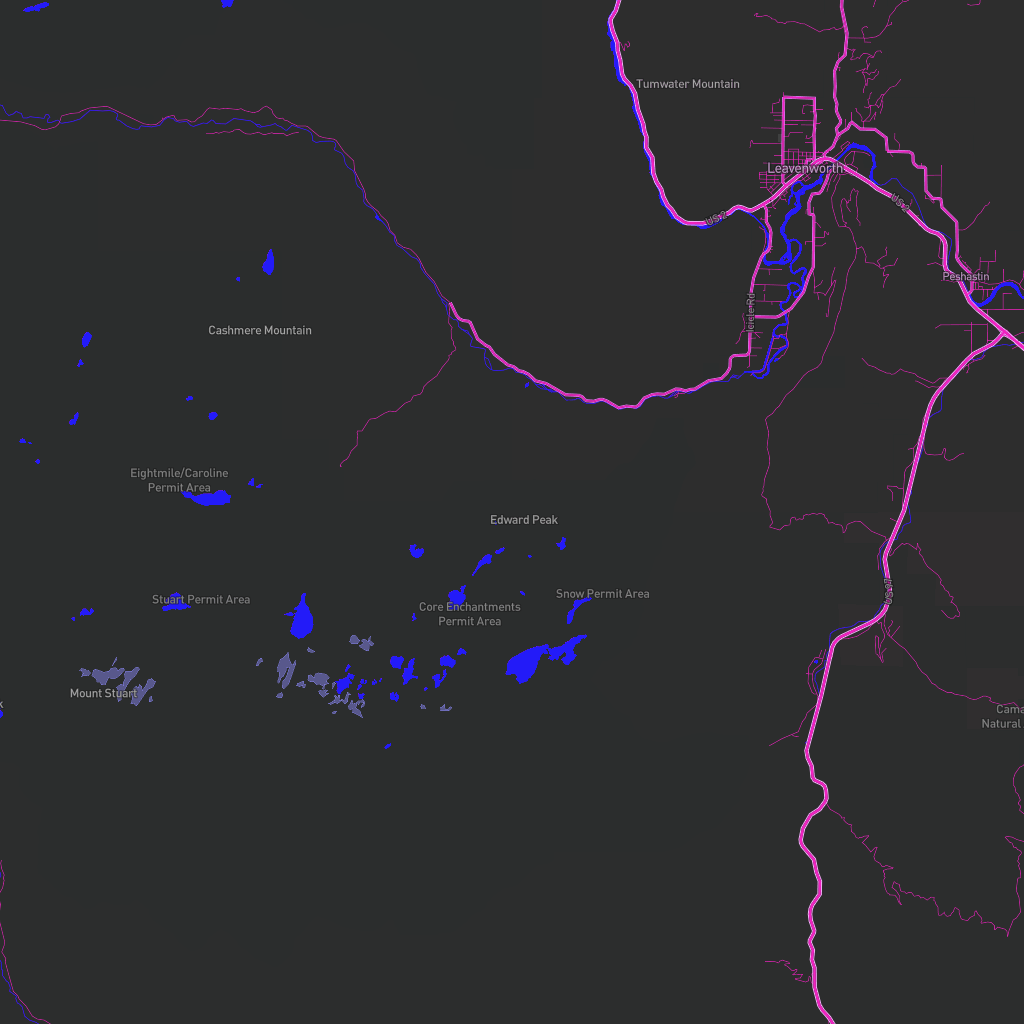 Tumwater Mountain
Leavenworth
US 2
US 2
Peshastin
Icicle Rd
Cashmere Mountain
Eightmile/Caroline
Permit Area
Edward Peak
Stuart Permit Area
Core Enchantments
Permit Area
Snow Permit Area
US 97
Mount Stuart
k
Cama
Natural